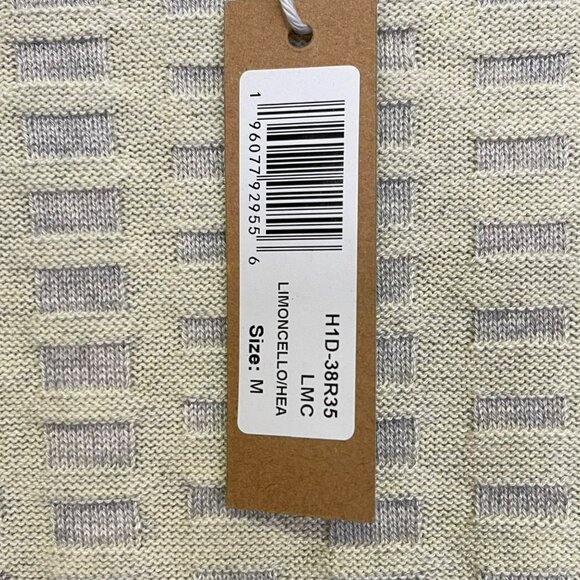 1 96077 92955 6
H1D-38R35
LMC
LIMONCELLO/HEA
Size: M